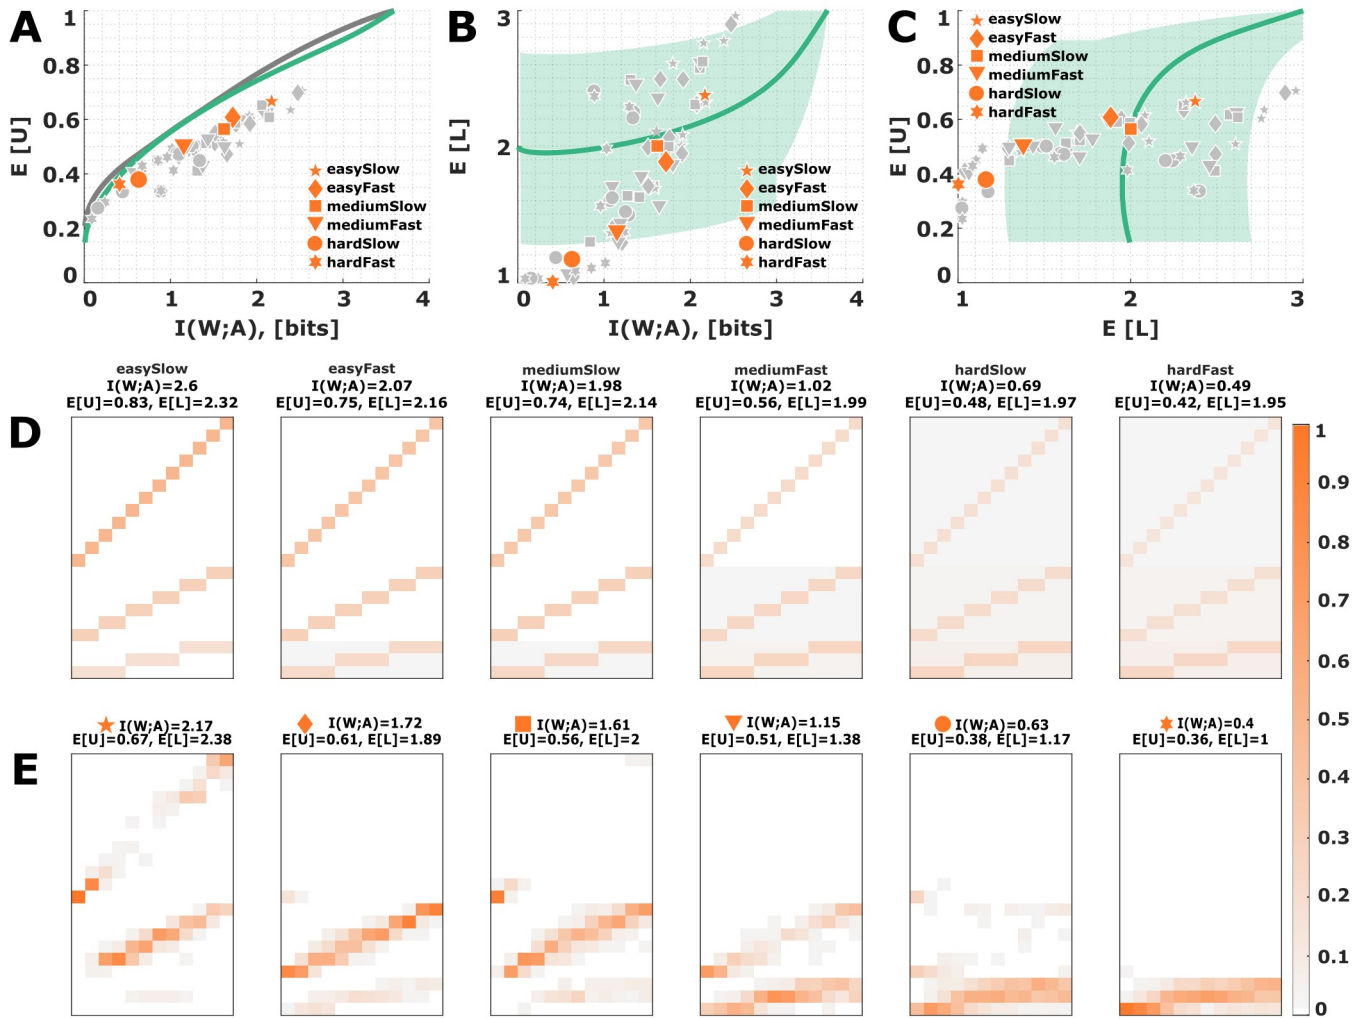 A
E [U]
1
0.8
0.6
0.4
0.2
0
0 1 2 3 4
I(W;A), [bits]
easySlow
easyFast
mediumSlow
mediumFast
hardSlow
hardFast
B
E [L]
3
2
1
0 1 2 3 4
I(W;A), [bits]
easySlow
easyFast
mediumSlow
mediumFast
hardSlow
hardFast
C
E [U]
1
0.8
0.6
0.4
0.2
0
1 2 3
E [L]
easySlow
easyFast
mediumSlow
mediumFast
hardSlow
hardFast
D
easySlow
I(W;A)=2.6
E[U]=0.83, E[L]=2.32
easyFast
I(W;A)=2.07
E[U]=0.75, E[L]=2.16
mediumSlow
I(W;A)=1.98
E[U]=0.74, E[L]=2.14
mediumFast
I(W;A)=1.02
E[U]=0.56, E[L]=1.99
hardSlow
I(W;A)=0.69
E[U]=0.48, E[L]=1.97
hardFast
I(W;A)=0.49
E[U]=0.42, E[L]=1.95
E
I(W;A)=2.17
E[U]=0.67, E[L]=2.38
I(W;A)=1.72
E[U]=0.61, E[L]=1.89
I(W;A)=1.61
E[U]=0.56, E[L]=2
I(W;A)=1.15
E[U]=0.51, E[L]=1.38
I(W;A)=0.63
E[U]=0.38, E[L]=1.17
I(W;A)=0.4
E[U]=0.36, E[L]=1
1
0.9
0.8
0.7
0.6
0.5
0.4
0.3
0.2
0.1
0